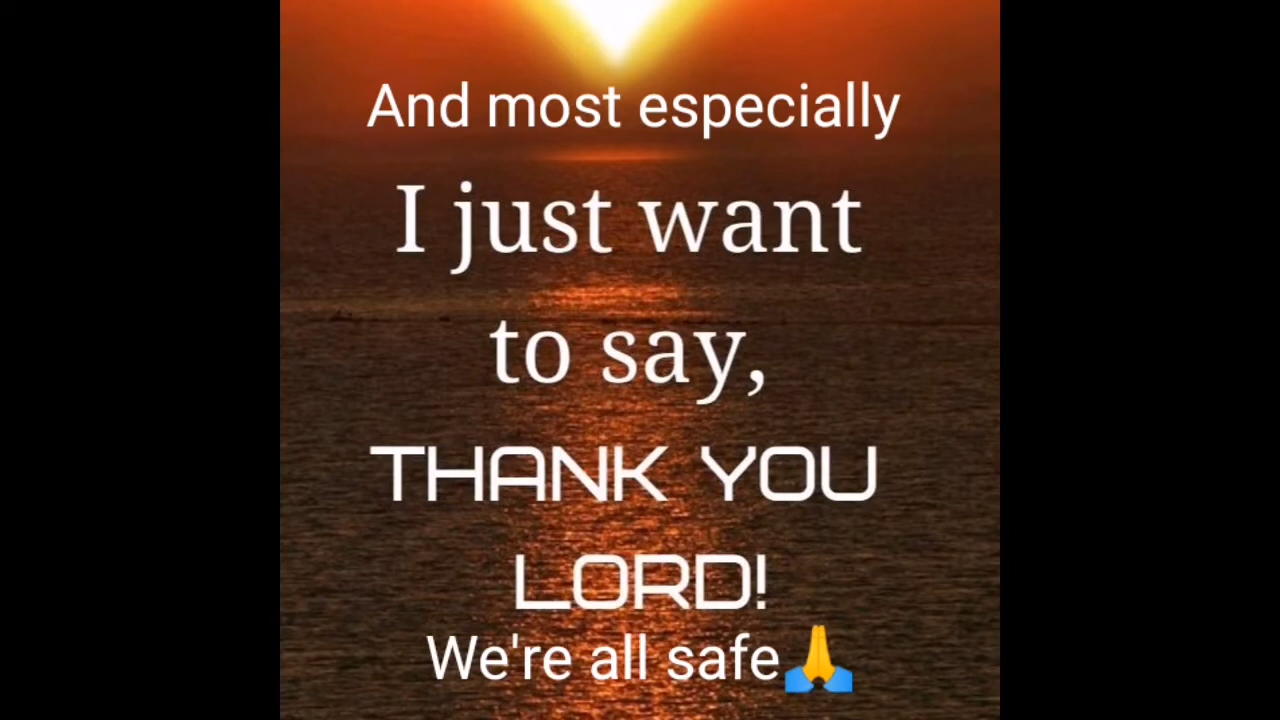 And most especially
I just want
to say,
THANK YOU
LORD!
We're all safe🙏